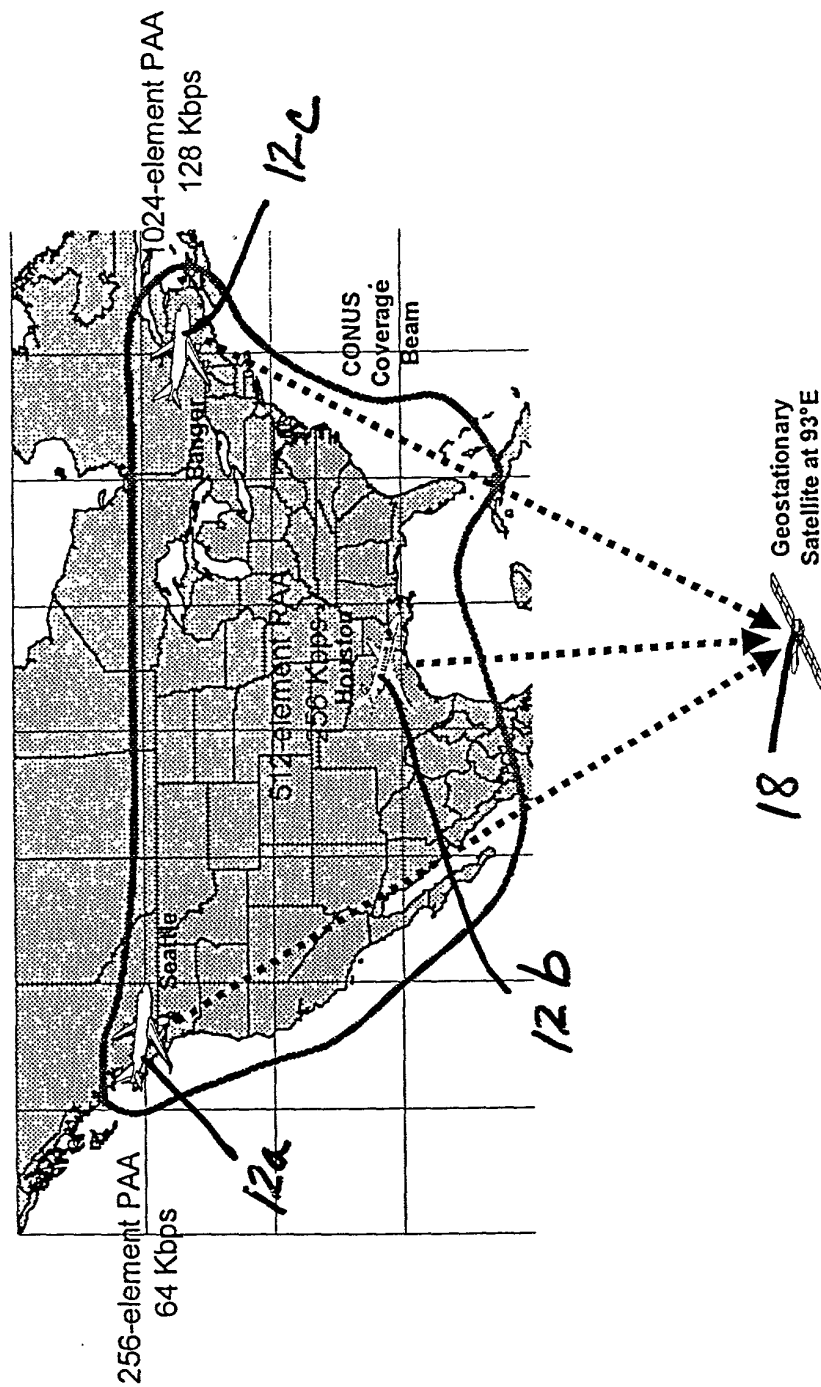 256-element PAA
64 Kbps
12a
Seattle
512-element PAA
256 Kbps
Houston
12b
Bangor
1024-element PAA
128 Kbps
12c
CONUS
Coverage
Beam
18
Geostationary
Satellite at 93°E